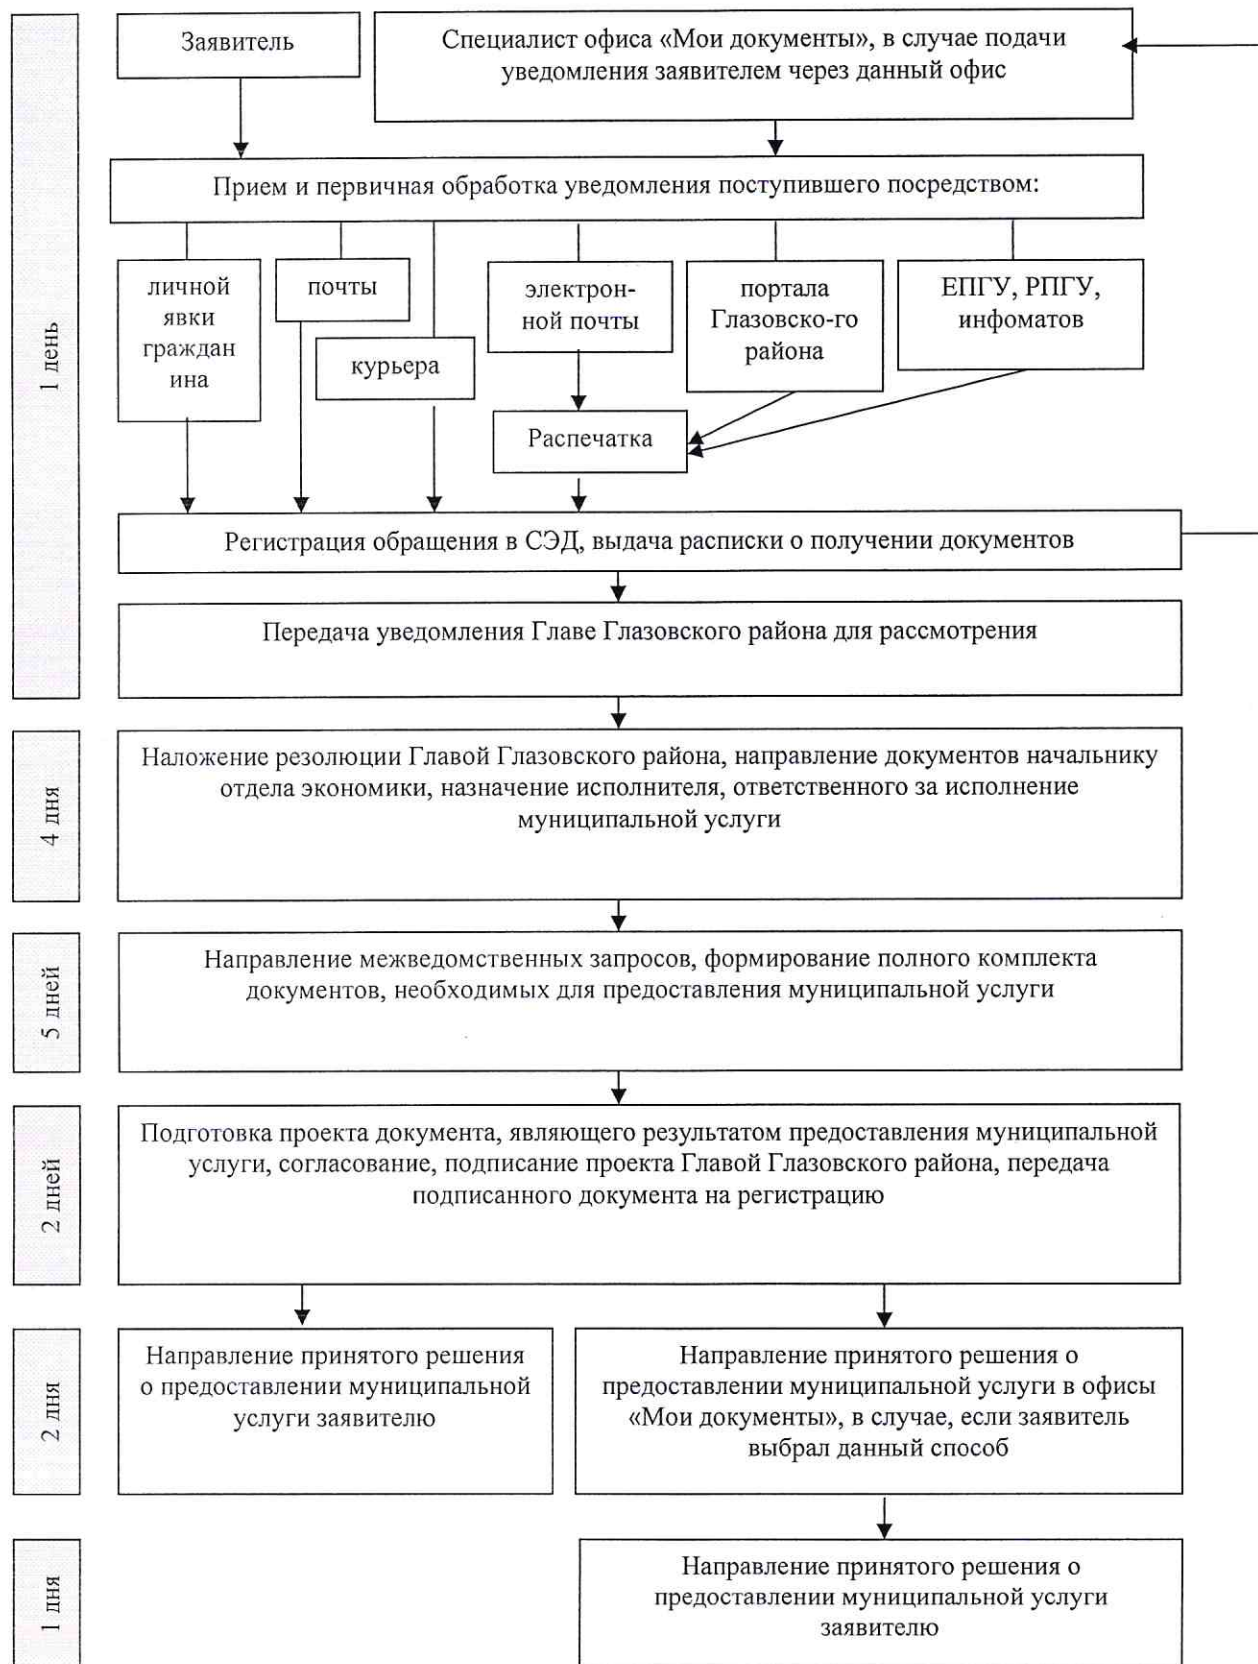 1 день
Заявитель
Специалист офиса «Мои документы», в случае подачи
уведомления заявителем через данный офис
Прием и первичная обработка уведомления поступившего посредством:
личной
явки
граждан
ина
почты
курьера
электрон-
ной почты
портала
Глазовско-го
района
ЕПГУ, РПГУ,
инфоматов
Распечатка
Регистрация обращения в СЭД, выдача расписки о получении документов
Передача уведомления Главе Глазовского района для рассмотрения
4 дня
Наложение резолюции Главой Глазовского района, направление документов начальнику
отдела экономики, назначение исполнителя, ответственного за исполнение
муниципальной услуги
5 дней
Направление межведомственных запросов, формирование полного комплекта
документов, необходимых для предоставления муниципальной услуги
2 дней
Подготовка проекта документа, являющего результатом предоставления муниципальной
услуги, согласование, подписание проекта Главой Глазовского района, передача
подписанного документа на регистрацию
2 дня
Направление принятого решения
о предоставлении муниципальной
услуги заявителю
Направление принятого решения о
предоставлении муниципальной услуги в офисы
«Мои документы», в случае, если заявитель
выбрал данный способ
1 дня
Направление принятого решения о
предоставлении муниципальной услуги
заявителю